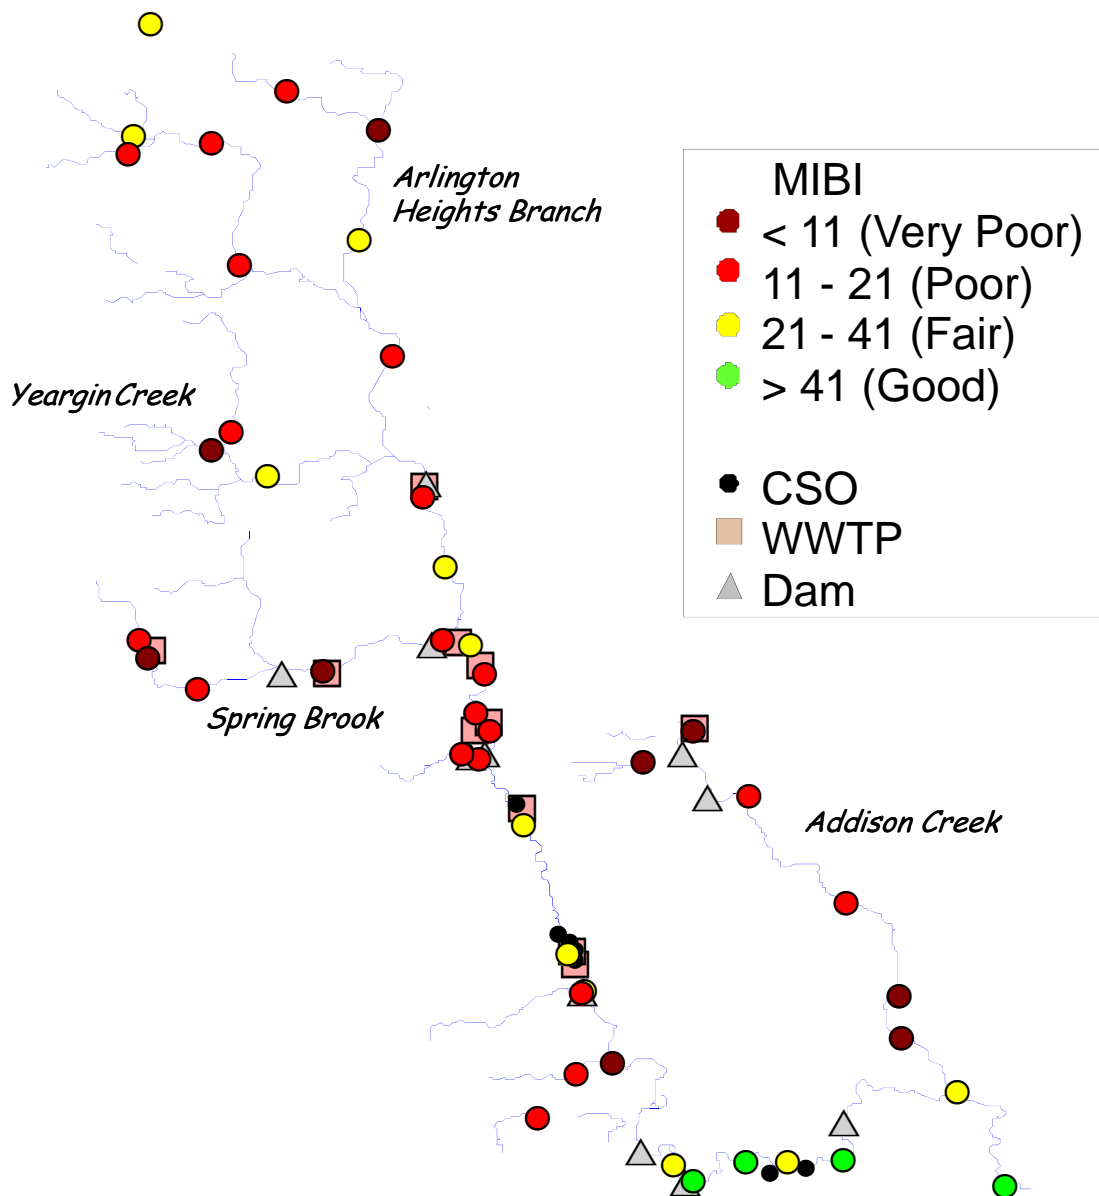 Arlington
Heights Branch
MIBI
< 11 (Very Poor)
11 - 21 (Poor)
21 - 41 (Fair)
> 41 (Good)
Yeargin Creek
CSO
WWTP
Dam
Spring Brook
Addison Creek